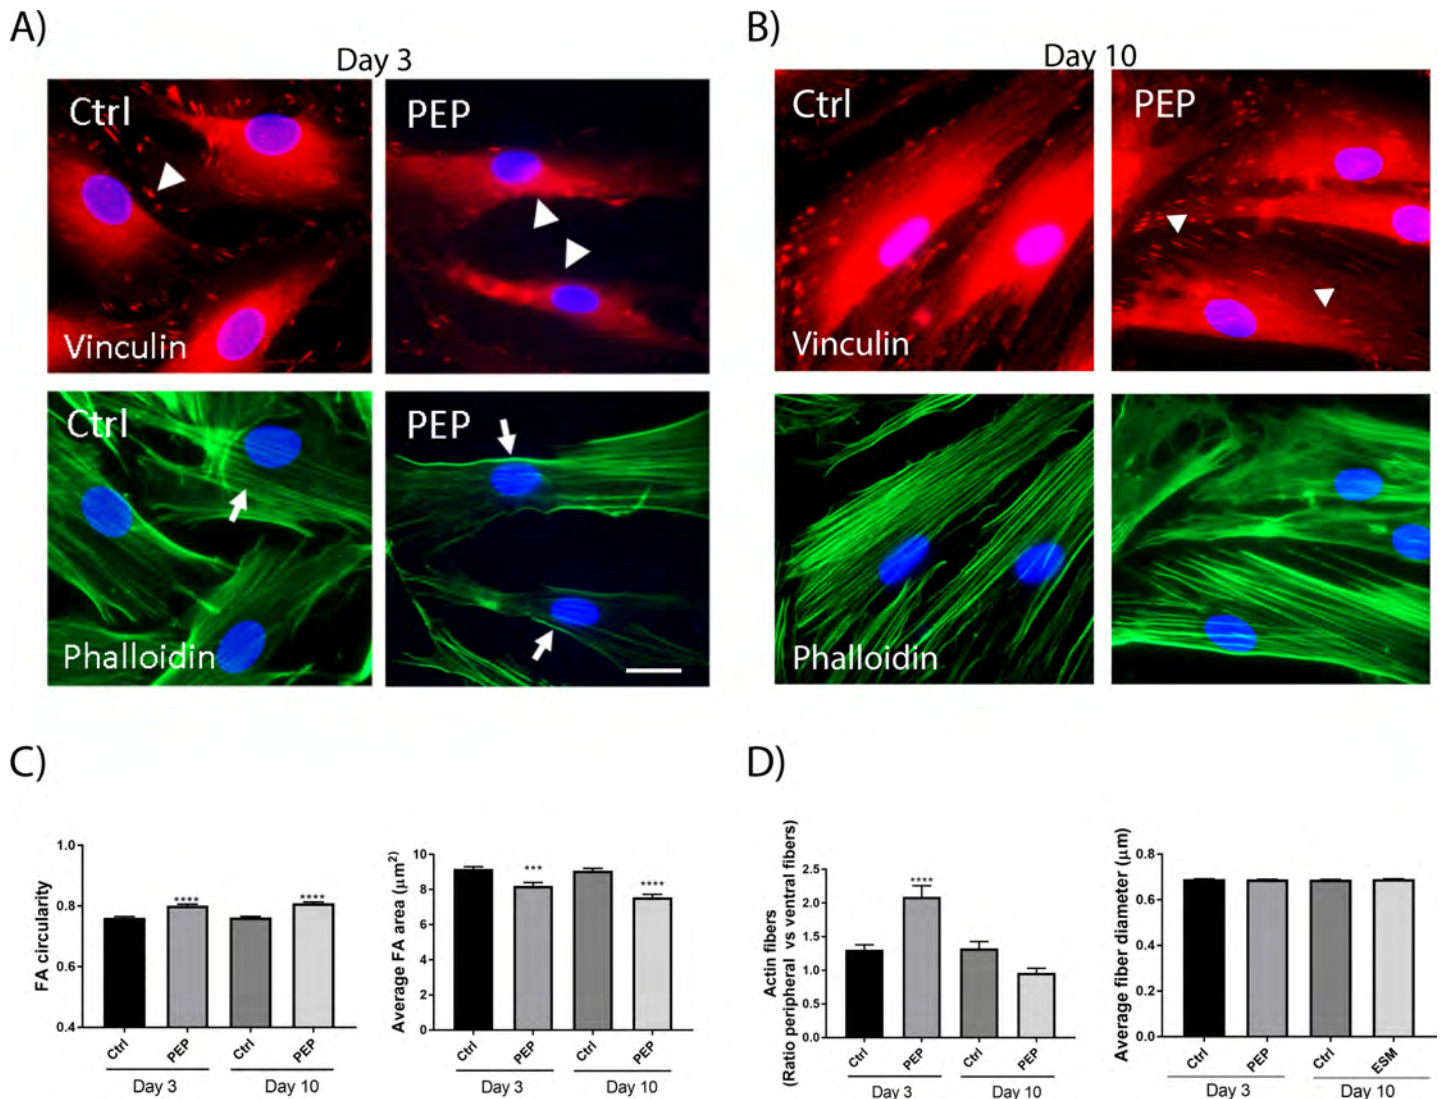 A)
Day 3
Ctrl
PEP
Vinculin
Ctrl
PEP
Phalloidin
B)
Day 10
Ctrl
PEP
Vinculin
Phalloidin
C)
FA circularity
1.0
0.8
0.6
0.4
****
****
Ctrl
PEP
Ctrl
PEP
Day 3
Day 10
Average FA area (μm²)
10
8
6
4
2
0
***
****
Ctrl
PEP
Ctrl
PEP
Day 3
Day 10
D)
Actin fibers
(Ratio peripheral vs ventral fibers)
2.5
2.0
1.5
1.0
0.5
0.0
****
Ctrl
PEP
Ctrl
PEP
Day 3
Day 10
Average fiber diameter (μm)
0.8
0.6
0.4
0.2
0.0
Ctrl
PEP
Ctrl
ESM
Day 3
Day 10